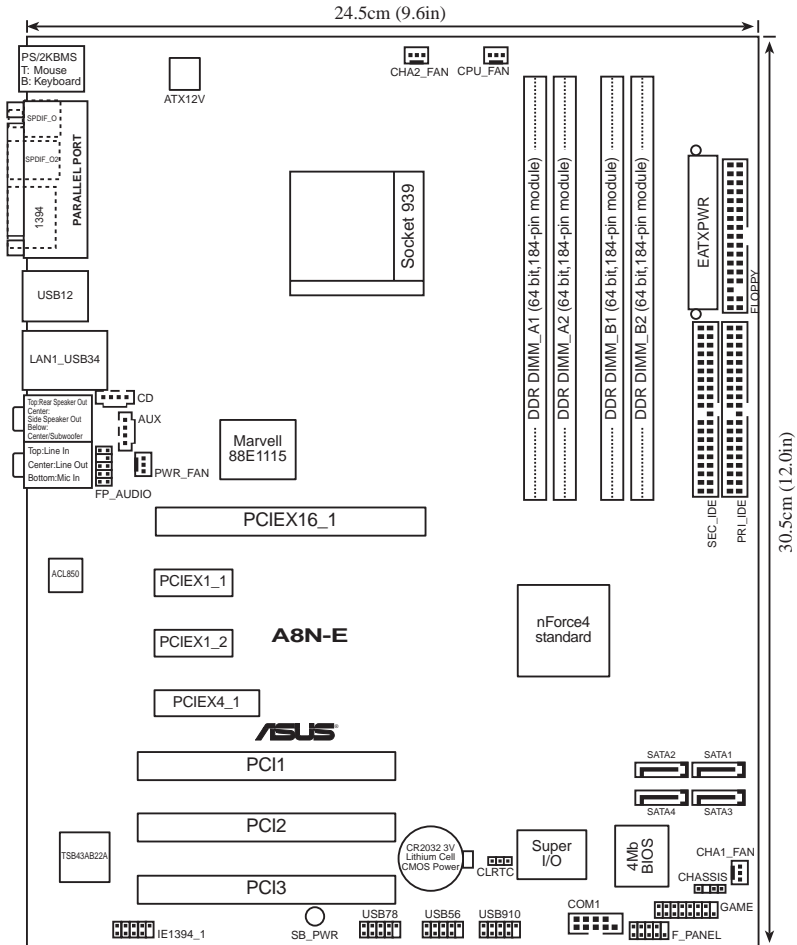 24.5cm (9.6in)
PS/2KBMS
T: Mouse
B: Keyboard
ATX12V
CHA2_FAN
CPU_FAN
SPDIF_O
SPDIF_O2
1394
PARALLEL PORT
Socket 939
DDR DIMM_A1 (64 bit,184-pin module)
DDR DIMM_A2 (64 bit,184-pin module)
DDR DIMM_B1 (64 bit,184-pin module)
DDR DIMM_B2 (64 bit,184-pin module)
EATXPWR
FLOPPY
USB12
LAN1_USB34
CD
AUX
Top:Rear Speaker Out
Center:
Side Speaker Out
Below:
Center/Subwoofer
Top:Line In
Center:Line Out
Bottom:Mic In
FP_AUDIO
PWR_FAN
Marvell
88E1115
SEC_IDE
PRI_IDE
30.5cm (12.0in)
PCIEX16_1
ACL850
PCIEX1_1
PCIEX1_2
A8N-E
nForce4
standard
PCIEX4_1
ASUS
PCI1
SATA2
SATA1
SATA4
SATA3
PCI2
TSB43AB22A
CR2032 3V
Lithium Cell
CMOS Power
CLRTC
Super
I/O
4Mb
BIOS
CHA1_FAN
CHASSIS
PCI3
IE1394_1
SB_PWR
USB78
USB56
USB910
COM1
GAME
F_PANEL